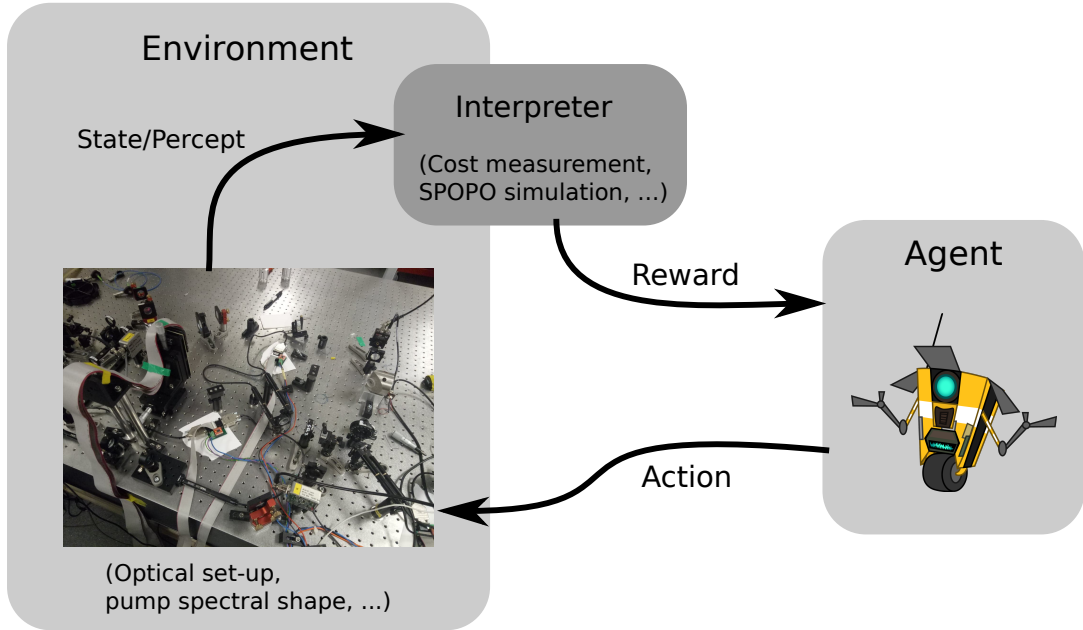 Environment
Interpreter
State/Percept
(Cost measurement,
SPOPO simulation, ...)
Agent
Reward
Action
(Optical set-up,
pump spectral shape, ...)